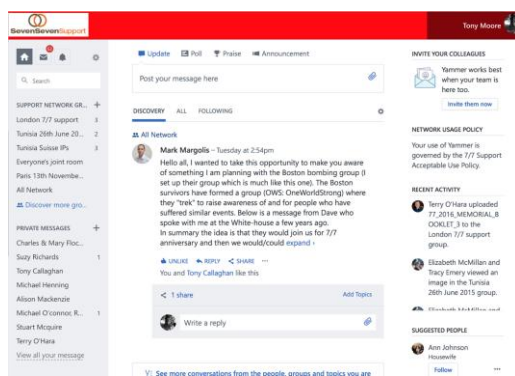 SevenSevenSupport
Tony Moore
Search
SUPPORT NETWORK GR...
London 7/7 support 3
Tunisia 26th June 20... 2
Tunisia Suisse IPs 3
Everyone's joint room
Paris 13th Novembe...
All Network
Discover more gro...
PRIVATE MESSAGES
Charles & Mary Floc...
Suzy Richards 1
Tony Callaghan
Michael Henning
Alison Mackenzie
Michael O'connor, R... 1
Stuart Mcquire
Terry O'Hara
View all your message
Update Poll Praise Announcement
Post your message here
DISCOVERY ALL FOLLOWING
All Network
Mark Margolis – Tuesday at 2:54pm
Hello all, I wanted to take this opportunity to make you aware
of something I am planning with the Boston bombing group (I
set up their group which is much like this one). The Boston
survivors have formed a group (OWS: OneWorldStrong) where
they "trek" to raise awareness of and for people who have
suffered similar events. Below is a message from Dave who
spoke with me at the White-house a few years ago.
In summary the idea is that they would join us for 7/7
anniversary and then we would/could expand ›
UNLIKE REPLY SHARE ...
You and Tony Callaghan like this
1 share Add Topics
Write a reply
See more conversations from the people, groups and topics you are
INVITE YOUR COLLEAGUES
Yammer works best
when your team is
here too.
Invite them now
NETWORK USAGE POLICY
Your use of Yammer is
governed by the 7/7 Support
Acceptable Use Policy.
RECENT ACTIVITY
Terry O'Hara uploaded
77_2016_MEMORIAL_B
OOKLET_3 to the
London 7/7 support
group.
Elizabeth McMillan and
Tracy Emery viewed an
image in the Tunisia
26th June 2015 group.
Elizabeth McMillan and
SUGGESTED PEOPLE
Ann Johnson
Housewife
Follow ...